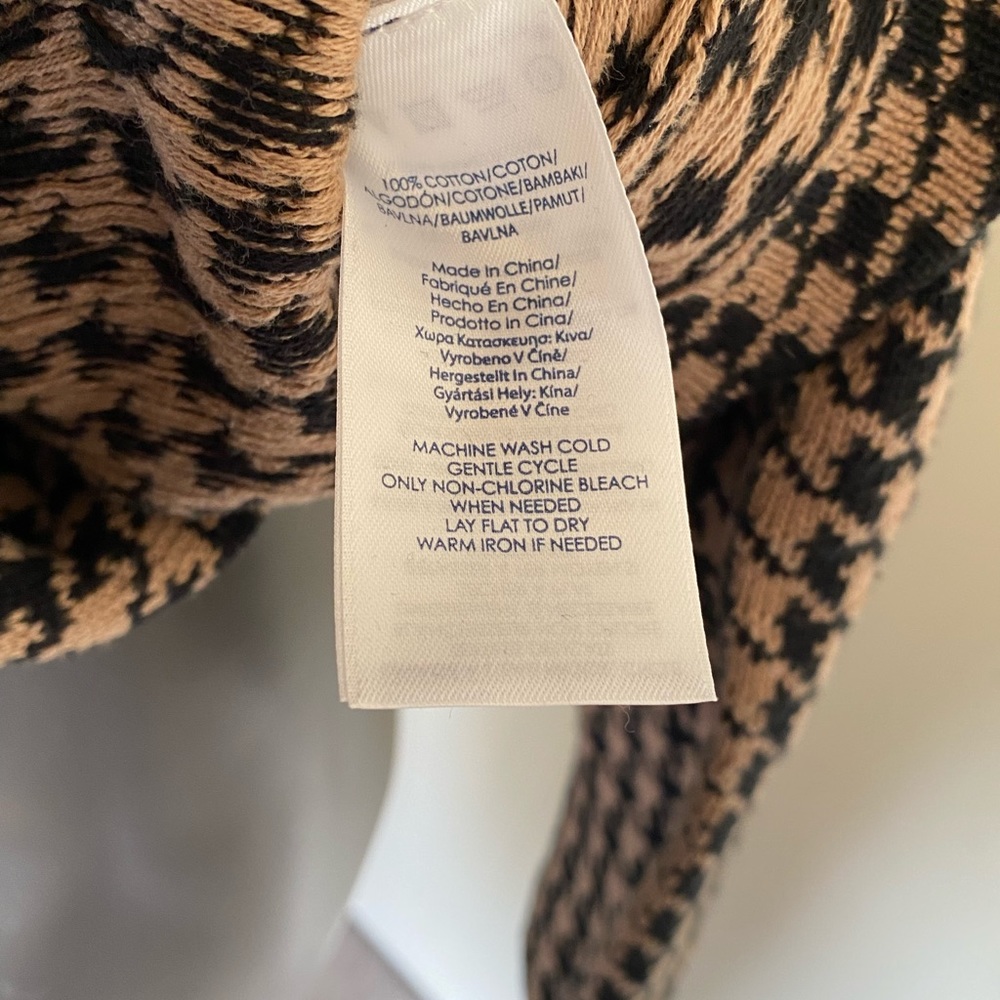 100% COTTON/COTON/
ALGODÓN/COTONE/BAMBAKI/
BAVLNA/BAUMWOLLE/PAMUT/
BAVLNA
Made In China/
Fabriqué En Chine/
Hecho En China/
Prodotto in Cina/
Χωρα Κατασκευησ: Κινα/
Vyrobeno V Číně/
Hergestellt In China/
Gyártási Hely: Kína/
Vyrobené V Číne
MACHINE WASH COLD
GENTLE CYCLE
ONLY NON-CHLORINE BLEACH
WHEN NEEDED
LAY FLAT TO DRY
WARM IRON IF NEEDED